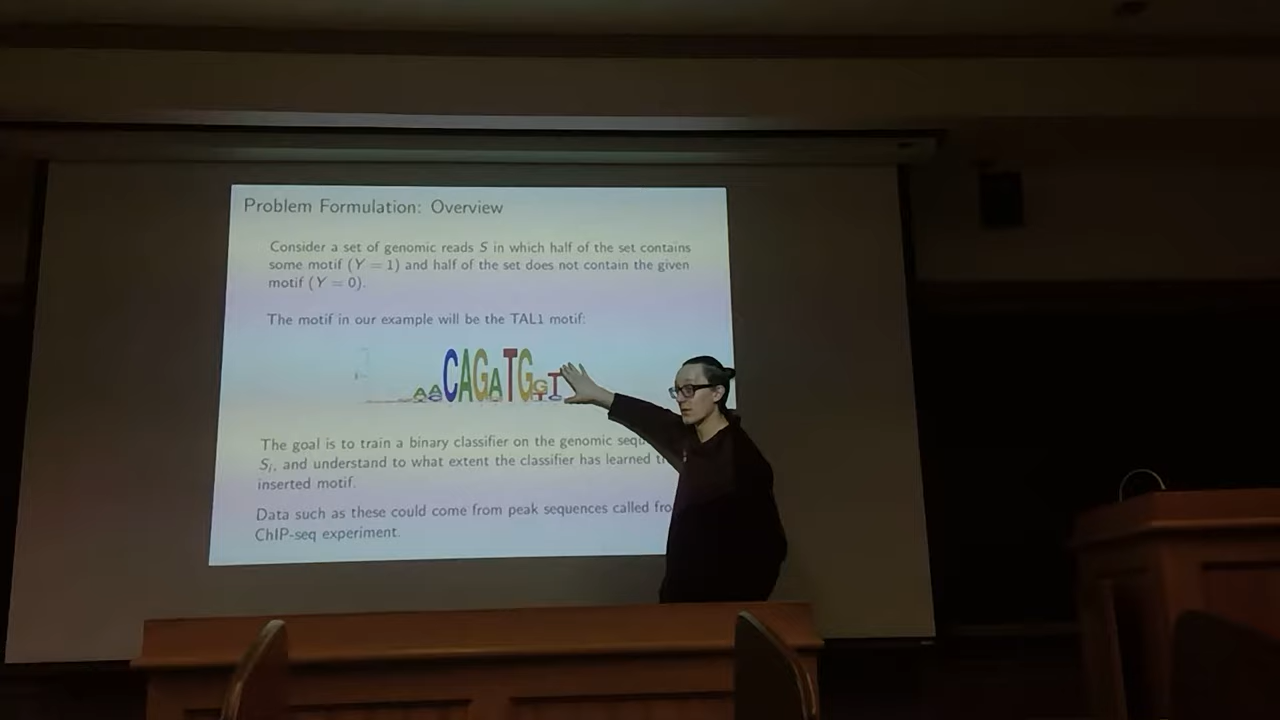 Problem Formulation: Overview
Consider a set of genomic reads S in which half of the set contains
some motif (Y = 1) and half of the set does not contain the given
motif (Y = 0).
The motif in our example will be the TAL1 motif:
AACAGATGGT
The goal is to train a binary classifier on the genomic sequ
Si, and understand to what extent the classifier has learned
inserted motif.
Data such as these could come from peak sequences called fro
ChIP-seq experiment.